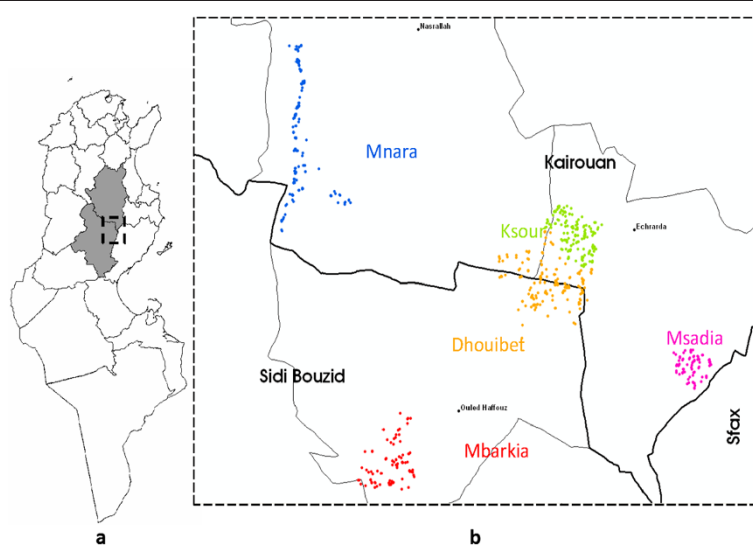 Nasrallah
Mnara
Kairouan
Ksour
Echrarda
Dhouibet
Msadia
Sidi Bouzid
Ouled Haffouz
Sfax
Mbarkia
a
b